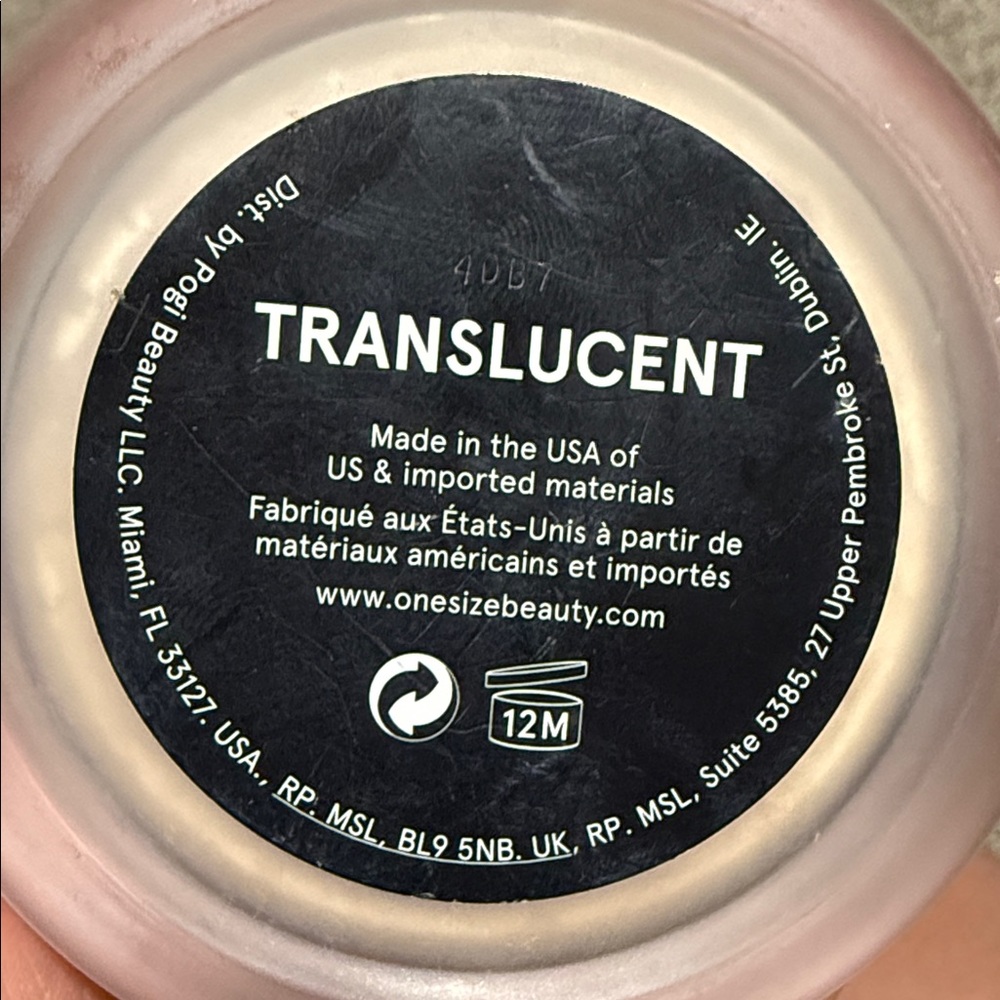 4DB7
TRANSLUCENT
Made in the USA of
US & imported materials
Fabriqué aux États-Unis à partir de
matériaux américains et importés
www.onesizebeauty.com
12M
Dist. by Pogi Beauty LLC. Miami, FL 33127. USA., RP. MSL, BL9 5NB. UK, RP. MSL, Suite 5385, 27 Upper Pembroke St, Dublin. IE